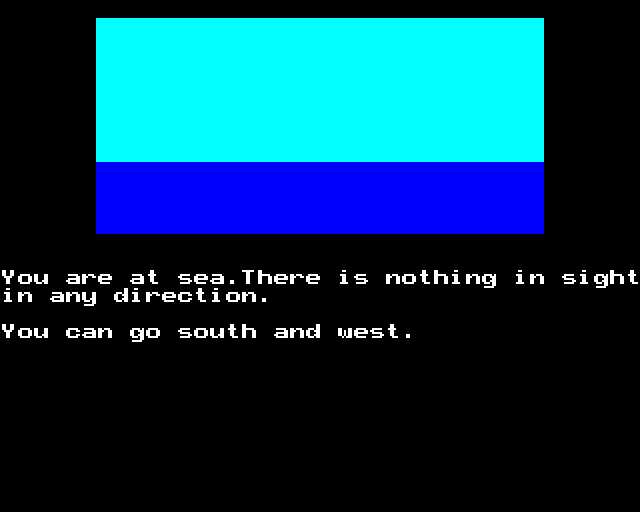 You are at sea.There is nothing in sight
in any direction.
You can go south and west.